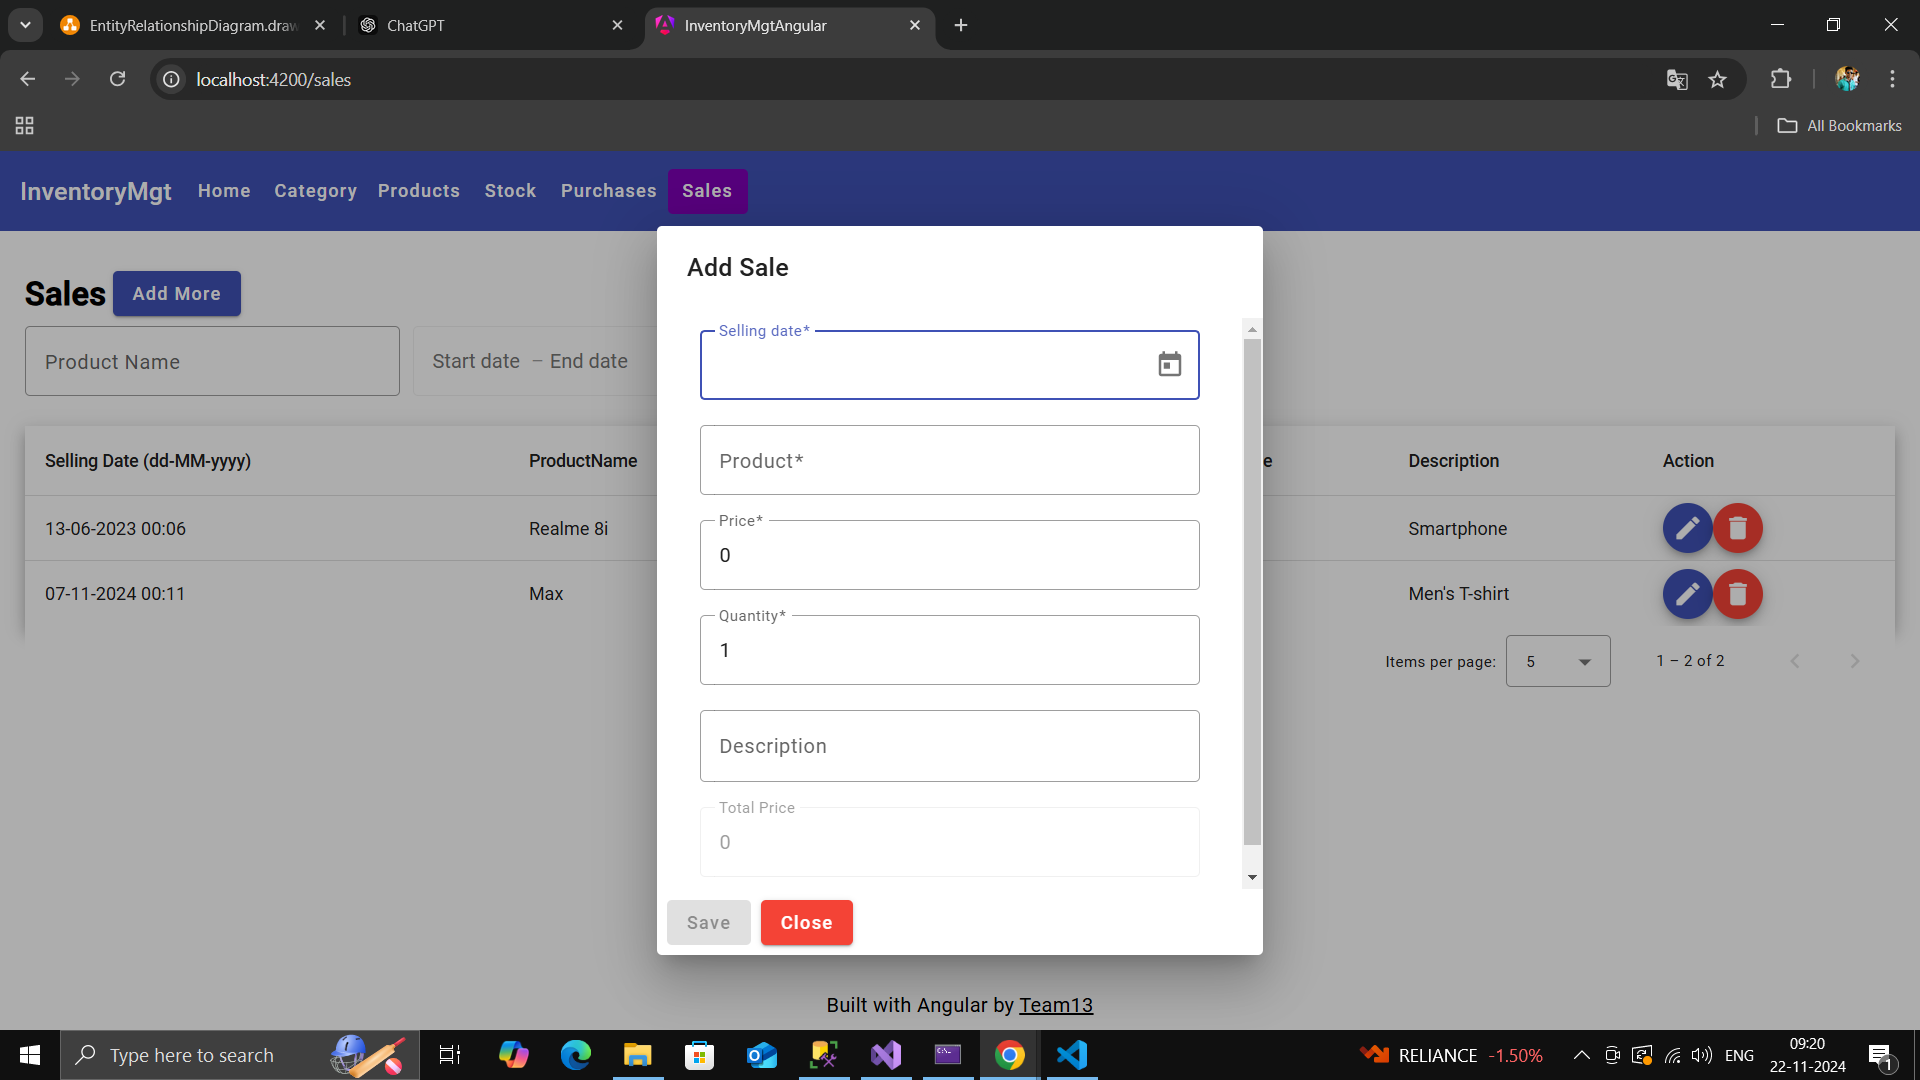 EntityRelationshipDiagram.draw
ChatGPT
InventoryMgtAngular
localhost:4200/sales
All Bookmarks
InventoryMgt Home Category Products Stock Purchases Sales
Sales Add More
Product Name
Start date – End date
Selling Date (dd-MM-yyyy) ProductName e Description Action
13-06-2023 00:06 Realme 8i Smartphone
07-11-2024 00:11 Max Men's T-shirt
Items per page: 5 1 – 2 of 2
Add Sale
Selling date*
Product*
Price*
0
Quantity*
1
Description
Total Price
0
Save Close
Built with Angular by Team13
Type here to search
RELIANCE -1.50%
ENG
09:20
22-11-2024
1